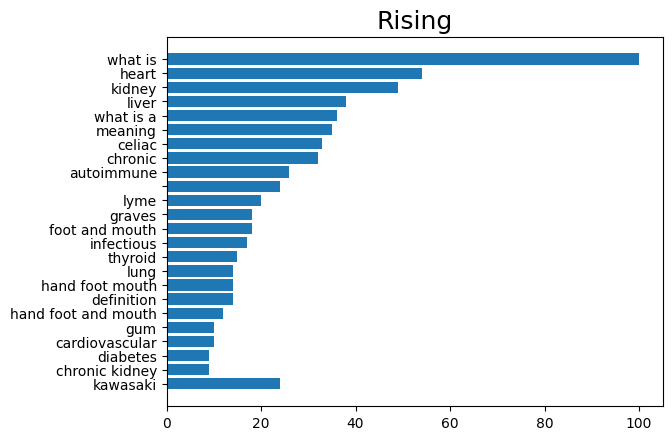 Rising
what is
heart
kidney
liver
what is a
meaning
celiac
chronic
autoimmune
lyme
graves
foot and mouth
infectious
thyroid
lung
hand foot mouth
definition
hand foot and mouth
gum
cardiovascular
diabetes
chronic kidney
kawasaki
0 20 40 60 80 100